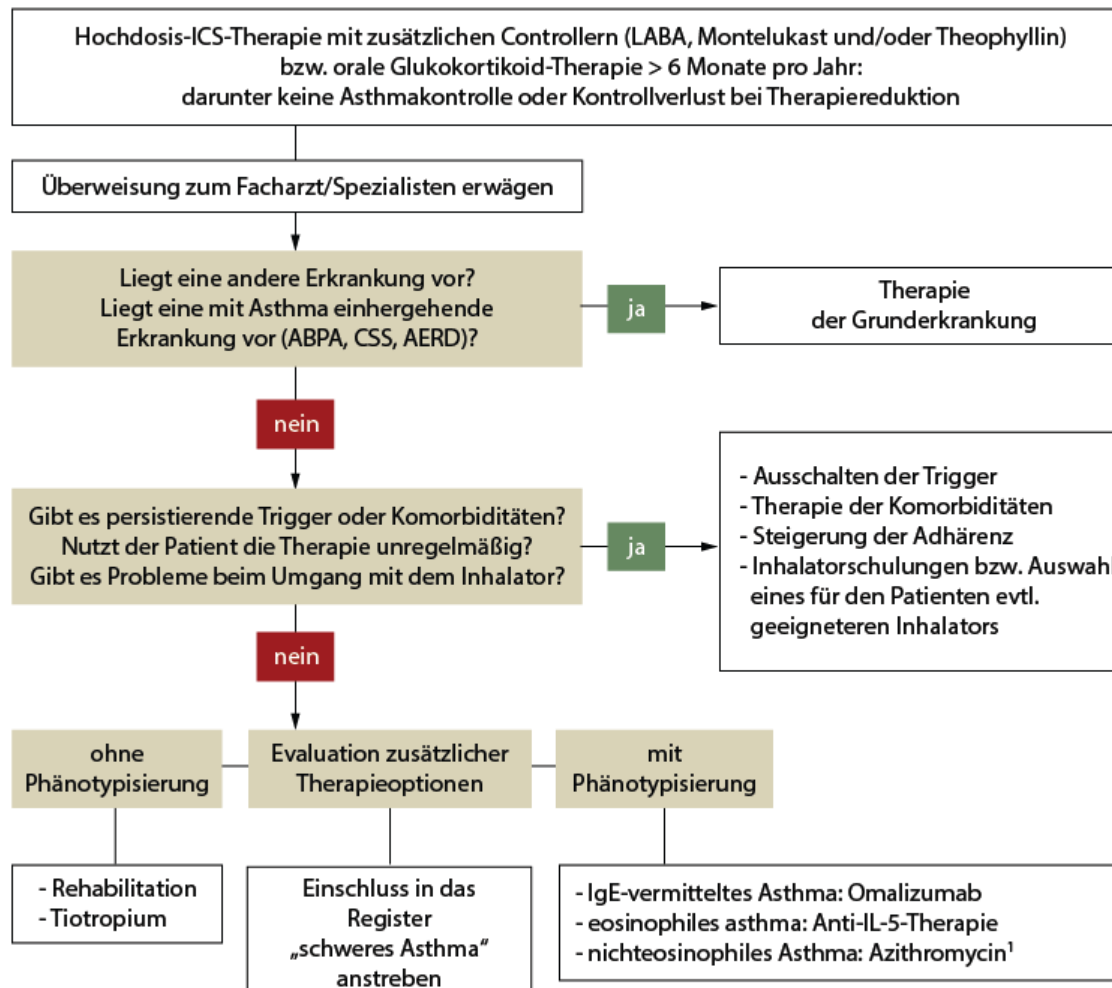 Hochdosis-ICS-Therapie mit zusätzlichen Controllern (LABA, Montelukast und/oder Theophyllin)
bzw. orale Glukokortikoid-Therapie > 6 Monate pro Jahr:
darunter keine Asthmakontrolle oder Kontrollverlust bei Therapiereduktion
Überweisung zum Facharzt/Spezialisten erwägen
Liegt eine andere Erkrankung vor?
Liegt eine mit Asthma einhergehende
Erkrankung vor (ABPA, CSS, AERD)?
ja
Therapie
der Grunderkrankung
nein
Gibt es persistierende Trigger oder Komorbiditäten?
Nutzt der Patient die Therapie unregelmäßig?
Gibt es Probleme beim Umgang mit dem Inhalator?
ja
- Ausschalten der Trigger
- Therapie der Komorbiditäten
- Steigerung der Adhärenz
- Inhalatorschulungen bzw. Auswahl
eines für den Patienten evtl.
geeigneteren Inhalators
nein
ohne
Phänotypisierung
Evaluation zusätzlicher
Therapieoptionen
mit
Phänotypisierung
- Rehabilitation
- Tiotropium
Einschluss in das
Register
„schweres Asthma“
anstreben
- IgE-vermitteltes Asthma: Omalizumab
- eosinophiles asthma: Anti-IL-5-Therapie
- nichteosinophiles Asthma: Azithromycin¹